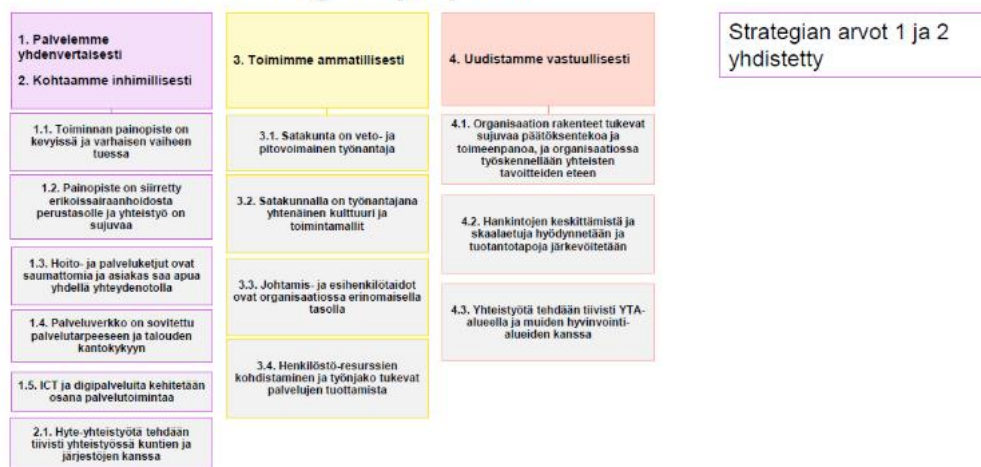 1. Palvelemme
yhdenvertaisesti
2. Kohtaamme inhimillisesti
1.1. Toiminnan painopiste on
kevyissä ja varhaisen vaiheen
tuessa
1.2. Painopiste on siirretty
erikoissairaanhoidosta
perustasolle ja yhteistyö on
sujuvaa
1.3. Hoito- ja palveluketjut ovat
saumattomia ja asiakas saa apua
yhdellä yhteydenotolla
1.4. Palveluverkko on sovitettu
palvelutarpeeseen ja talouden
kantokykyyn
1.5. ICT ja digipalveluita kehitetään
osana palvelutoimintaa
2.1. Hyte-yhteistyötä tehdään
tiivisti yhteistyössä kuntien ja
järjestöjen kanssa
3. Toimimme ammatillisesti
3.1. Satakunta on veto- ja
pitovoimainen työnantaja
3.2. Satakunnalla on työnantajana
yhtenäinen kulttuuri ja
toimintamallit
3.3. Johtamis- ja esihenkilötaidot
ovat organisaatiossa erinomaisella
tasolla
3.4. Henkilöstö-resurssien
kohdistaminen ja työnjako tukevat
palvelujen tuottamista
4. Uudistamme vastuullisesti
4.1. Organisaation rakenteet tukevat
sujuvaa päätöksentekoa ja
toimeenpanoa, ja organisaatiossa
työskennellään yhteisten
tavoitteiden eteen
4.2. Hankintojen keskittämistä ja
skaalaetuja hyödynnetään ja
tuotantotapoja järkevöitetään
4.3. Yhteistyötä tehdään tiivisti YTA-
alueella ja muiden hyvinvointi-
alueiden kanssa
Strategian arvot 1 ja 2
yhdistetty